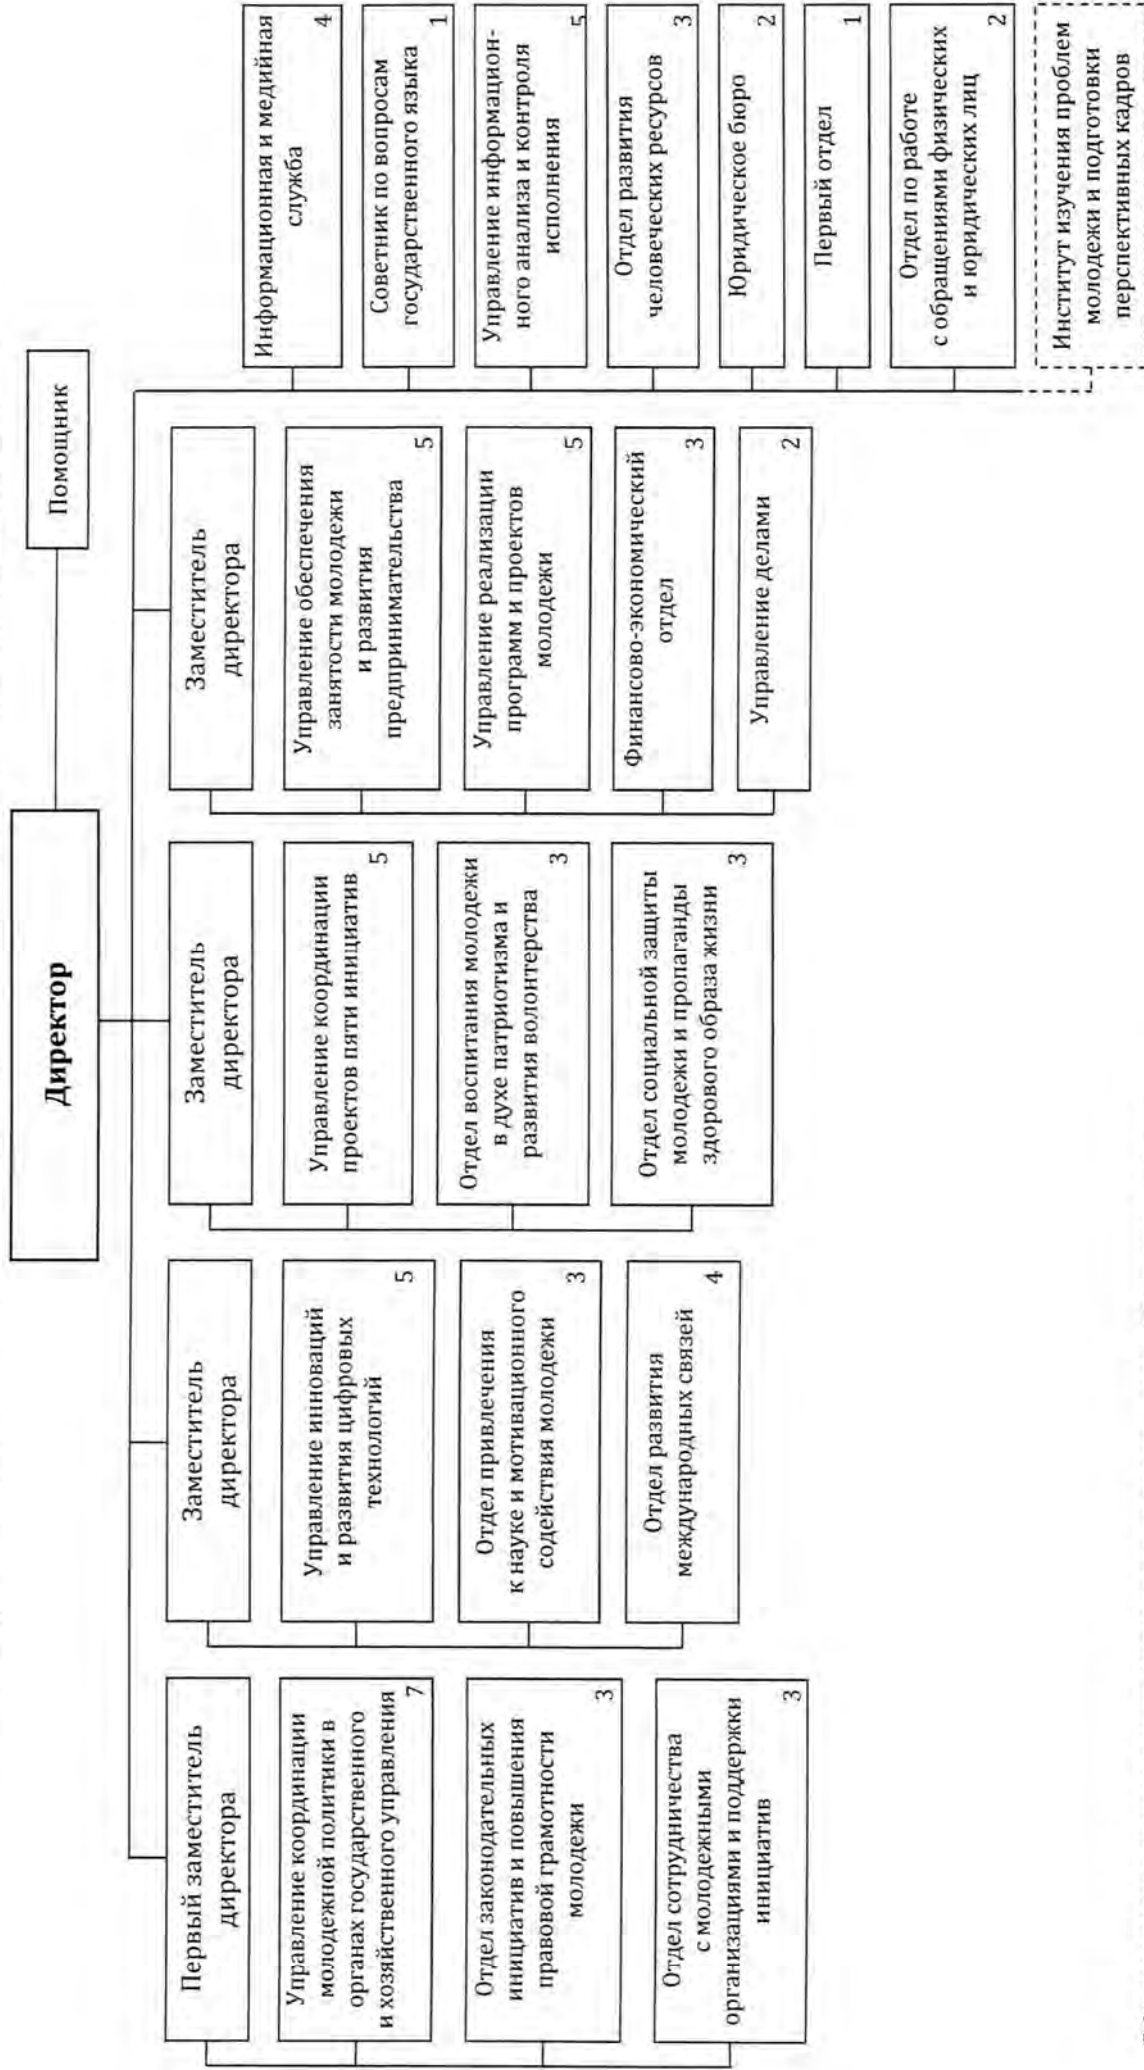 Директор
Помощник
Первый заместитель
директора
Управление координации
молодежной политики в
органах государственного
и хозяйственного управления
7
Отдел законодательных
инициатив и повышения
правовой грамотности
молодежи
3
Отдел сотрудничества
с молодежными
организациями и поддержки
инициатив
3
Заместитель
директора
Управление инноваций
и развития цифровых
технологий
5
Отдел привлечения
к науке и мотивационного
содействия молодежи
3
Отдел развития
международных связей
4
Заместитель
директора
Управление координации
проектов пяти инициатив
5
Отдел воспитания молодежи
в духе патриотизма и
развития волонтерства
3
Отдел социальной защиты
молодежи и пропаганды
здорового образа жизни
3
Заместитель
директора
Управление обеспечения
занятости молодежи
и развития
предпринимательства
5
Управление реализации
программ и проектов
молодежи
5
Финансово-экономический
отдел
3
Управление делами
2
Информационная и медийная
служба
4
Советник по вопросам
государственного языка
1
Управление информацион-
ного анализа и контроля
исполнения
5
Отдел развития
человеческих ресурсов
3
Юридическое бюро
2
Первый отдел
1
Отдел по работе
с обращениями физических
и юридических лиц
2
Институт изучения проблем
молодежи и подготовки
перспективных кадров